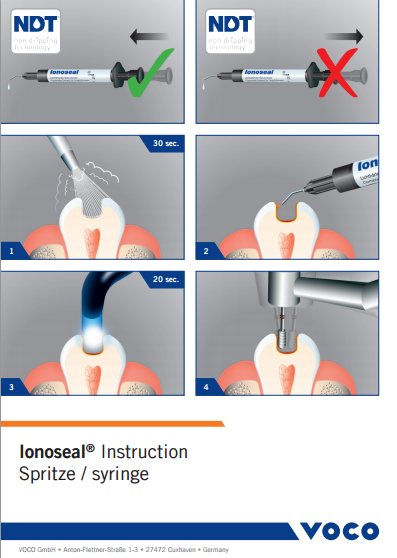 NDT
non dripping
technology
Ionoseal
NDT
non dripping
technology
Ionoseal
30 sec.
1
Iono
2
20 sec.
3
4
Ionoseal® Instruction
Spritze / syringe
VOCO
VOCO GmbH • Anton-Flettner-Straße 1-3 • 27472 Cuxhaven • Germany